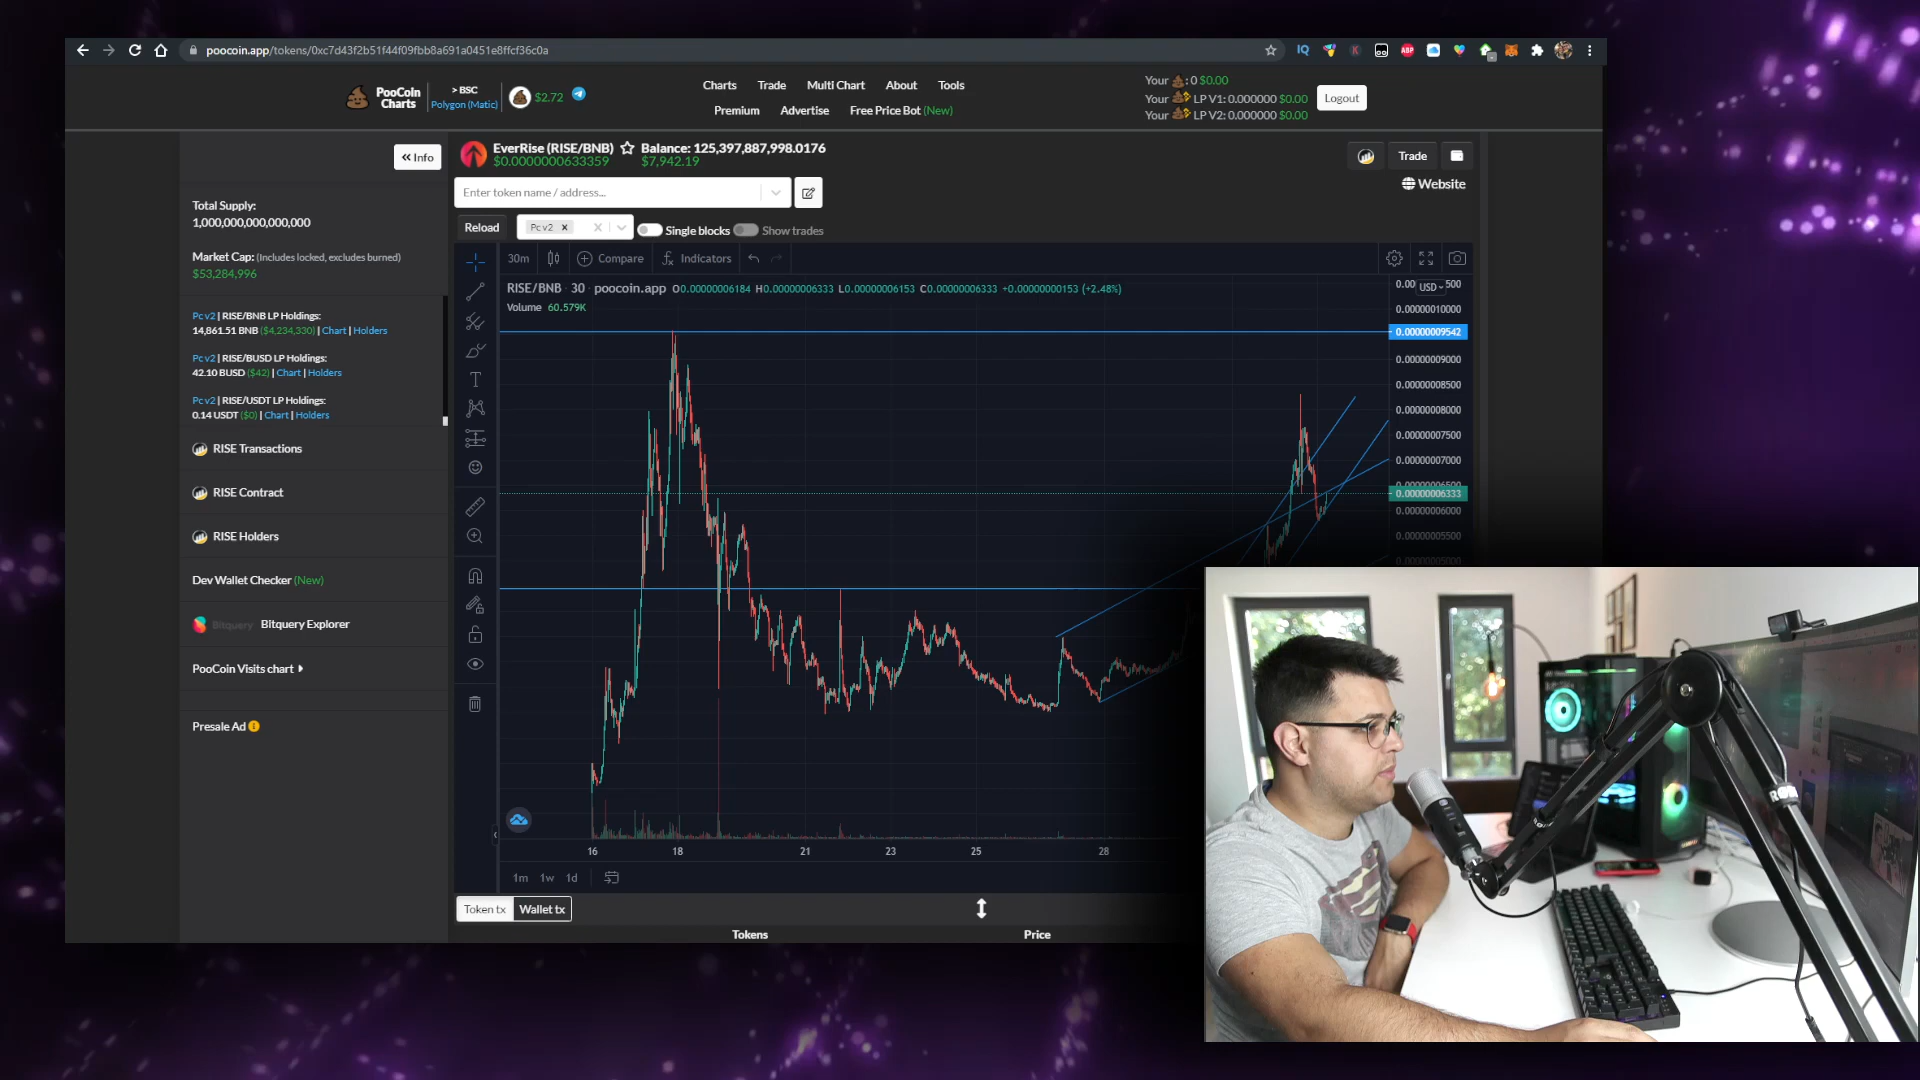 poocoin.app/tokens/0xc7d43f2b51f44f09fbb8a691a0451e8ffcf36c0a
PooCoin Charts
> BSC
Polygon (Matic)
$2.72
Charts Trade Multi Chart About Tools
Premium Advertise Free Price Bot (New)
Your : 0 $0.00
Your LP V1: 0.000000 $0.00
Your LP V2: 0.000000 $0.00
Logout
Info
Total Supply:
1,000,000,000,000,000
Market Cap: (Includes locked, excludes burned)
$53,284,996
Pc v2 | RISE/BNB LP Holdings:
14,861.51 BNB ($4,234,330) | Chart | Holders
Pc v2 | RISE/BUSD LP Holdings:
42.10 BUSD ($42) | Chart | Holders
Pc v2 | RISE/USDT LP Holdings:
0.14 USDT ($0) | Chart | Holders
RISE Transactions
RISE Contract
RISE Holders
Dev Wallet Checker (New)
Bitquery Bitquery Explorer
PooCoin Visits chart
Presale Ad
EverRise (RISE/BNB) Balance: 125,397,887,998.0176
$0.0000000633359 $7,942.19
Trade
Website
Enter token name / address...
Reload Pc v2 Single blocks Show trades
30m Compare Indicators
RISE/BNB 30 poocoin.app O0.00000006184 H0.00000006333 L0.00000006153 C0.00000006333 +0.00000000153 (+2.48%)
Volume 60.579K
USD
0.00000010000
0.00000009542
0.00000009000
0.00000008500
0.00000008000
0.00000007500
0.00000007000
0.00000006333
0.00000006000
0.00000005500
16 18 21 23 25 28
1m 1w 1d
Token tx Wallet tx
Tokens Price